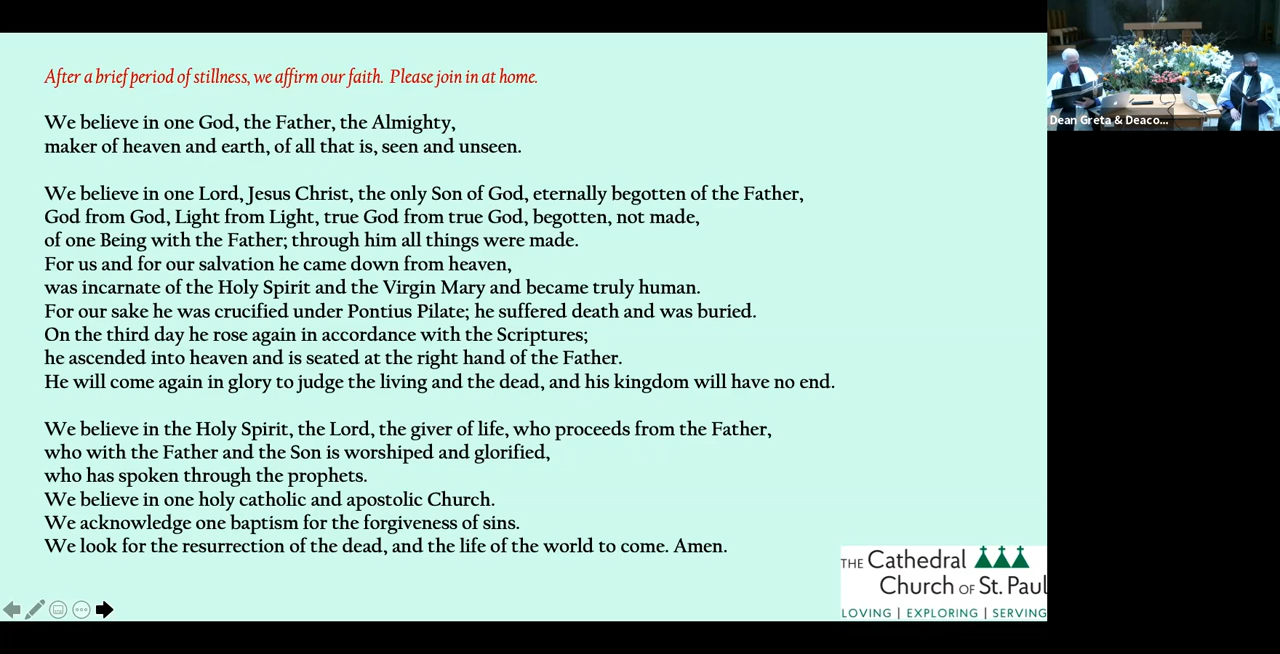 After a brief period of stillness, we affirm our faith. Please join in at home.
We believe in one God, the Father, the Almighty,
maker of heaven and earth, of all that is, seen and unseen.
We believe in one Lord, Jesus Christ, the only Son of God, eternally begotten of the Father,
God from God, Light from Light, true God from true God, begotten, not made,
of one Being with the Father; through him all things were made.
For us and for our salvation he came down from heaven,
was incarnate of the Holy Spirit and the Virgin Mary and became truly human.
For our sake he was crucified under Pontius Pilate; he suffered death and was buried.
On the third day he rose again in accordance with the Scriptures;
he ascended into heaven and is seated at the right hand of the Father.
He will come again in glory to judge the living and the dead, and his kingdom will have no end.
We believe in the Holy Spirit, the Lord, the giver of life, who proceeds from the Father,
who with the Father and the Son is worshiped and glorified,
who has spoken through the prophets.
We believe in one holy catholic and apostolic Church.
We acknowledge one baptism for the forgiveness of sins.
We look for the resurrection of the dead, and the life of the world to come. Amen.
THE Cathedral
Church OF St. Paul
LOVING | EXPLORING | SERVING
Dean Greta & Deaco...